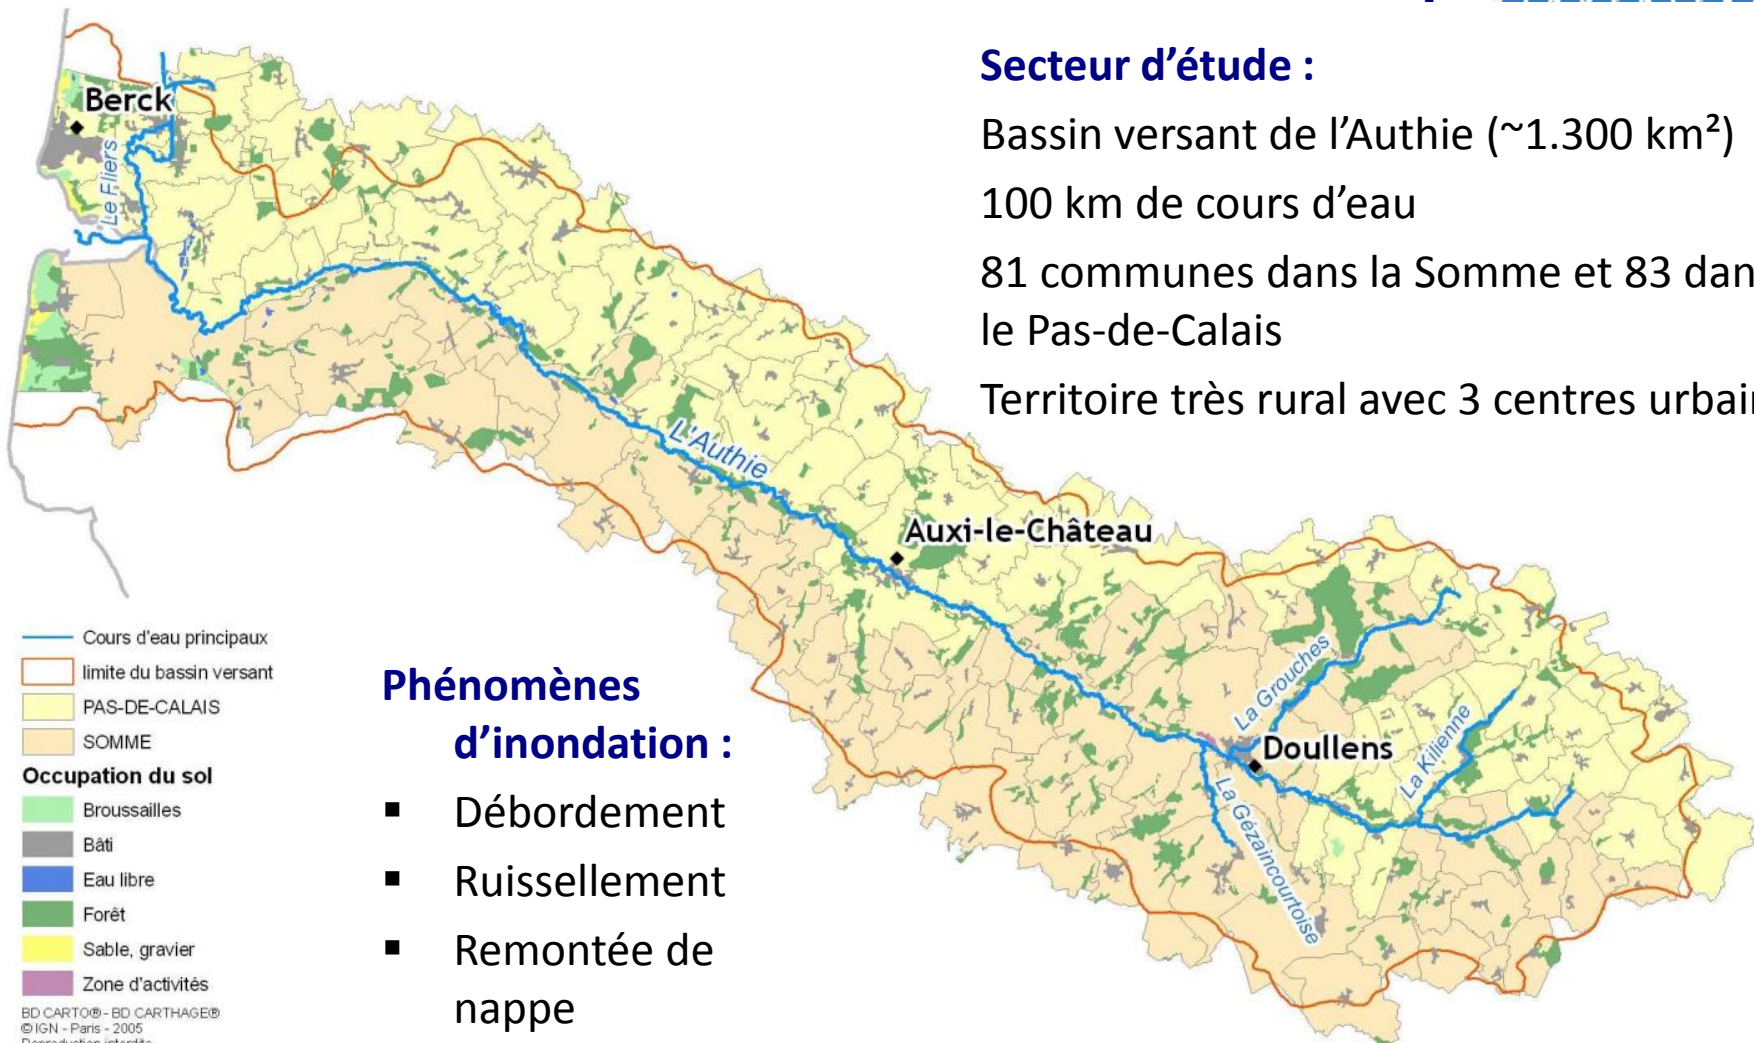 Secteur d'étude :
Bassin versant de l'Authie (~1.300 km²)
100 km de cours d'eau
81 communes dans la Somme et 83 dan
le Pas-de-Calais
Territoire très rural avec 3 centres urbai
Berck
Le Fliers
L'Authie
Auxi-le-Château
La Grouches
Doullens
La Kilienne
La Gézaincourtoise
Cours d'eau principaux
limite du bassin versant
PAS-DE-CALAIS
SOMME
Occupation du sol
Broussailles
Bâti
Eau libre
Forêt
Sable, gravier
Zone d'activités
BD CARTO® - BD CARTHAGE®
© IGN - Paris - 2005
Reproduction interdite
Phénomènes
d'inondation :
▪ Débordement
▪ Ruissellement
▪ Remontée de
nappe